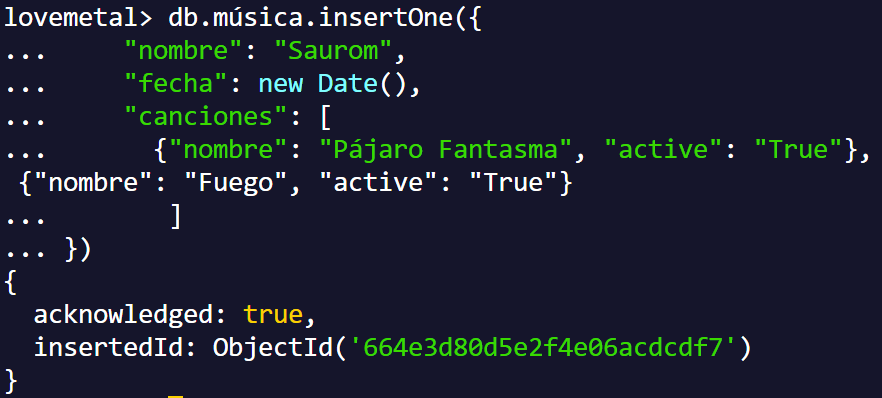 lovemetal> db.música.insertOne({
...     "nombre": "Saurom",
...     "fecha": new Date(),
...     "canciones": [
...       {"nombre": "Pájaro Fantasma", "active": "True"},
 {"nombre": "Fuego", "active": "True"}
...        ]
... })
{
  acknowledged: true,
  insertedId: ObjectId('664e3d80d5e2f4e06acdcdf7')
}